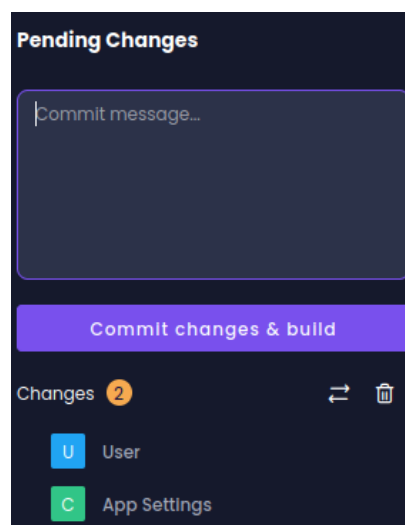 Pending Changes
Commit message...
Commit changes & build
Changes 2
U User
C App Settings